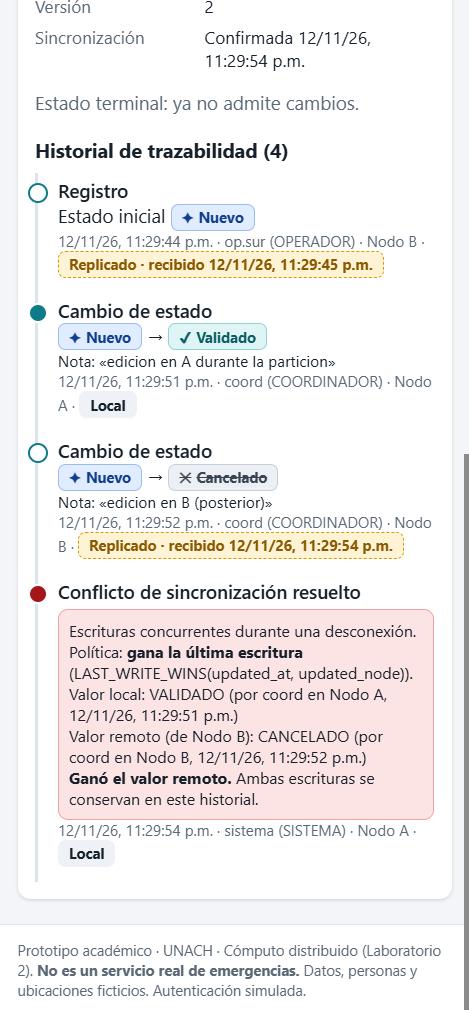 Versión 2
Sincronización Confirmada 12/11/26,
11:29:54 p.m.
Estado terminal: ya no admite cambios.
Historial de trazabilidad (4)
Registro
Estado inicial ✦ Nuevo
12/11/26, 11:29:44 p.m. · op.sur (OPERADOR) · Nodo B ·
Replicado · recibido 12/11/26, 11:29:45 p.m.
Cambio de estado
✦ Nuevo → ✓ Validado
Nota: «edicion en A durante la particion»
12/11/26, 11:29:51 p.m. · coord (COORDINADOR) · Nodo
A · Local
Cambio de estado
✦ Nuevo → ✕ Cancelado
Nota: «edicion en B (posterior)»
12/11/26, 11:29:52 p.m. · coord (COORDINADOR) · Nodo
B · Replicado · recibido 12/11/26, 11:29:54 p.m.
Conflicto de sincronización resuelto
Escrituras concurrentes durante una desconexión.
Política: gana la última escritura
(LAST_WRITE_WINS(updated_at, updated_node)).
Valor local: VALIDADO (por coord en Nodo A,
12/11/26, 11:29:51 p.m.)
Valor remoto (de Nodo B): CANCELADO (por
coord en Nodo B, 12/11/26, 11:29:52 p.m.)
Ganó el valor remoto. Ambas escrituras se
conservan en este historial.
12/11/26, 11:29:54 p.m. · sistema (SISTEMA) · Nodo A ·
Local
Prototipo académico · UNACH · Cómputo distribuido (Laboratorio
2). No es un servicio real de emergencias. Datos, personas y
ubicaciones ficticios. Autenticación simulada.